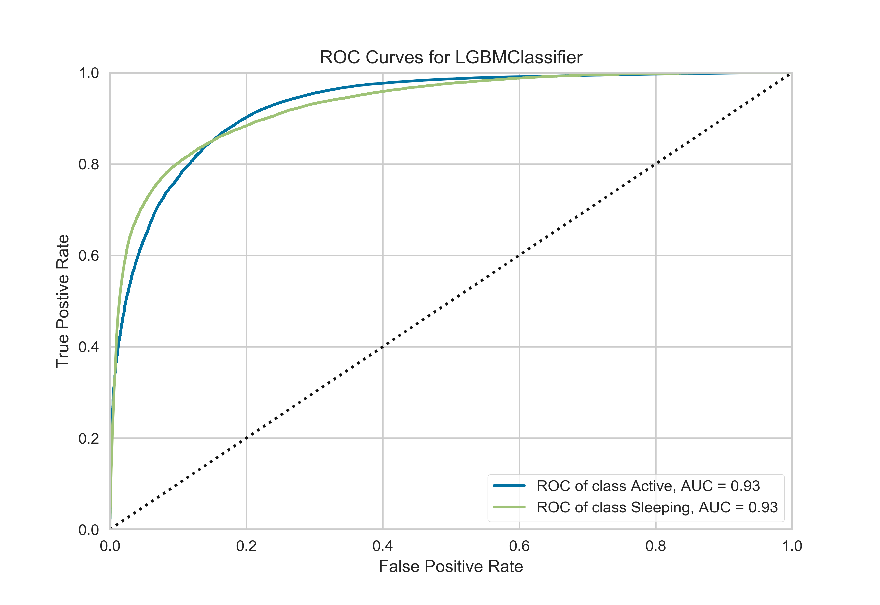 ROC Curves for LGBMClassifier
1.0
0.8
0.6
0.4
0.2
0.0
True Postive Rate
ROC of class Active, AUC = 0.93
ROC of class Sleeping, AUC = 0.93
0.0 0.2 0.4 0.6 0.8 1.0
False Positive Rate